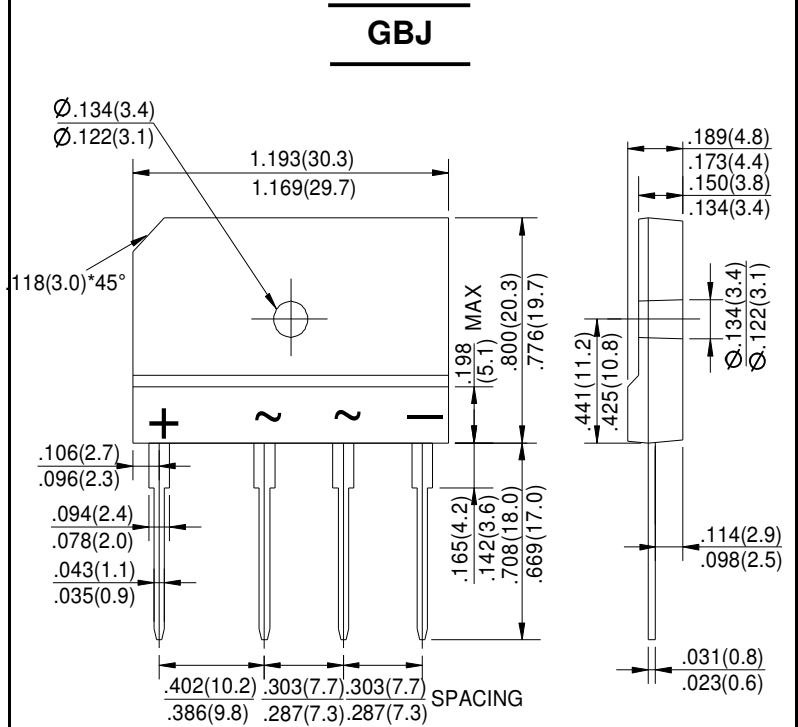 GBJ
Ø.134(3.4)
Ø.122(3.1)
1.193(30.3)
1.169(29.7)
.189(4.8)
.173(4.4)
.150(3.8)
.134(3.4)
.118(3.0)*45°
.198 MAX
(5.1)
.800(20.3)
.776(19.7)
.441(11.2)
.425(10.8)
Ø.134(3.4)
Ø.122(3.1)
+ ~ ~ —
.106(2.7)
.096(2.3)
.094(2.4)
.078(2.0)
.043(1.1)
.035(0.9)
.165(4.2)
.142(3.6)
.708(18.0)
.669(17.0)
.114(2.9)
.098(2.5)
.031(0.8)
.023(0.6)
.402(10.2) .303(7.7) .303(7.7) SPACING
.386(9.8) .287(7.3) .287(7.3)